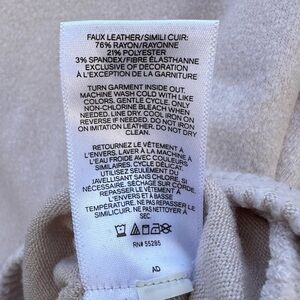 FAUX LEATHER/SIMILI CUIR:
76% RAYON/RAYONNE
21% POLYESTER
3% SPANDEX/FIBRE ÉLASTHANNE
EXCLUSIVE OF DECORATION
À L'EXCEPTION DE LA GARNITURE
TURN GARMENT INSIDE OUT.
MACHINE WASH COLD WITH LIKE
COLORS. GENTLE CYCLE. ONLY
NON-CHLORINE BLEACH WHEN
NEEDED. LINE DRY. COOL IRON ON
REVERSE IF NEEDED. DO NOT IRON
ON IMITATION LEATHER. DO NOT DRY
CLEAN.
RETOURNEZ LE VÊTEMENT À
L'ENVERS. LAVER À LA MACHINE À
L'EAU FROIDE AVEC COULEURS
SIMILAIRES. CYCLE DÉLICAT.
UTILISEZ SEULEMENT DU
JAVELLISANT SANS CHLORE, SI
NÉCESSAIRE. SÉCHAGE SUR CORDE.
REPASSER LE VÊTEMENT À
L'ENVERS ET À BASSE
TEMPÉRATURE. NE PAS REPASSER LE
SIMILICUIR. NE PAS NETTOYER À
SEC.
RN# 55285
AD